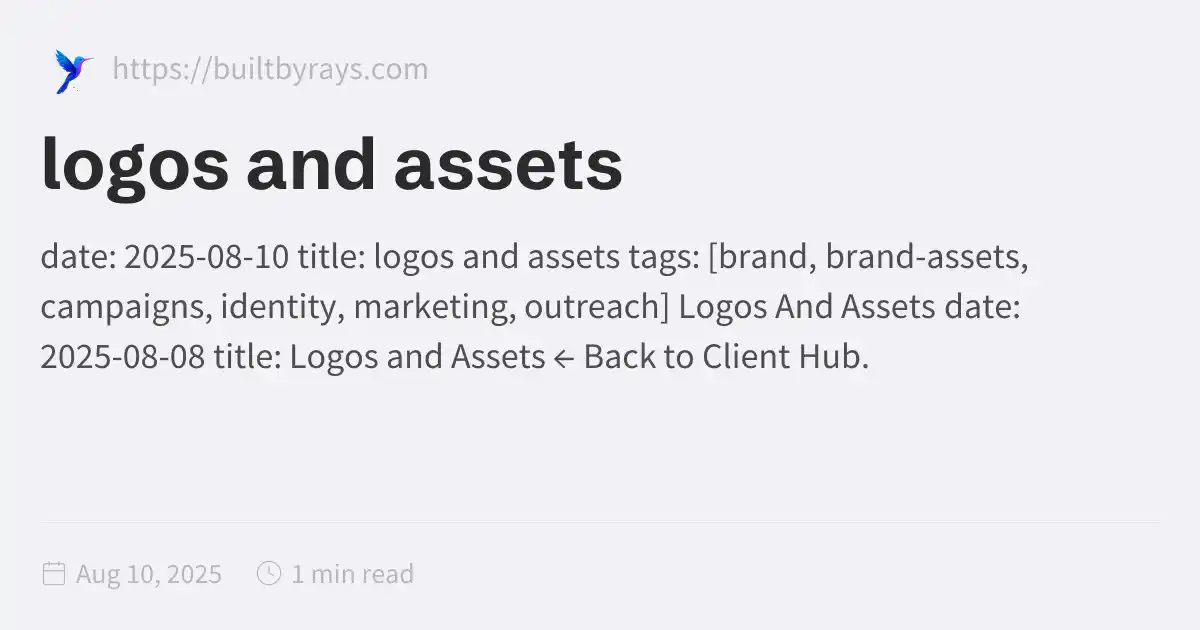 https://builtbyrays.com
logos and assets
date: 2025-08-10 title: logos and assets tags: [brand, brand-assets,
campaigns, identity, marketing, outreach] Logos And Assets date:
2025-08-08 title: Logos and Assets ← Back to Client Hub.
Aug 10, 2025 1 min read